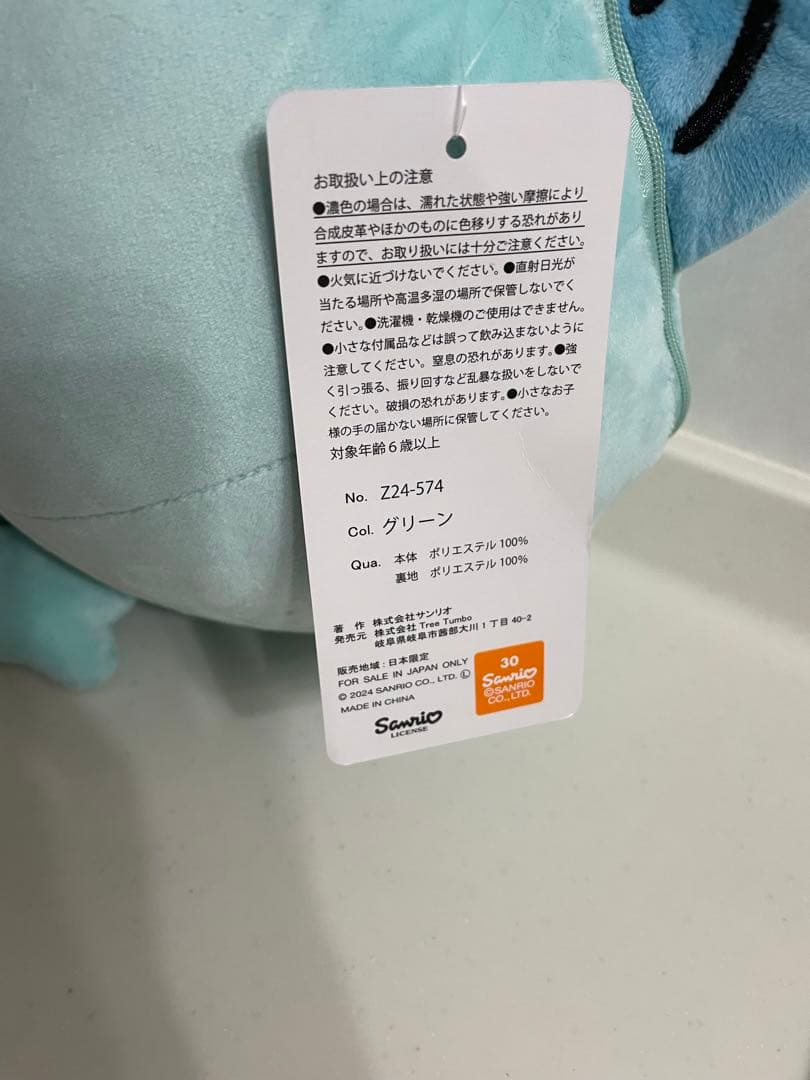 お取扱い上の注意
●濃色の場合は、濡れた状態や強い摩擦により
合成皮革やほかのものに色移りする恐れがあり
ますので、お取り扱いには十分ご注意ください。
●火気に近づけないでください。●直射日光が
当たる場所や高温多湿の場所で保管しないでく
ださい。●洗濯機・乾燥機のご使用はできません。
●小さな付属品などは誤って飲み込まないように
注意してください。窒息の恐れがあります。●強
く引っ張る、振り回すなど乱暴な扱いをしないで
ください。破損の恐れがあります。●小さなお子
様の手の届かない場所に保管してください。
対象年齢６歳以上
No. Z24-574
Col. グリーン
Qua. 本体 ポリエステル 100%
裏地 ポリエステル 100%
著 作 株式会社サンリオ
発売元 株式会社 Tree Tumbo
岐阜県岐阜市茜部大川１丁目 40-2
販売地域：日本限定
FOR SALE IN JAPAN ONLY
© 2024 SANRIO CO., LTD. Ⓛ
MADE IN CHINA
Sanrio
LICENSE
30
Sanrio
©SANRIO
CO., LTD.